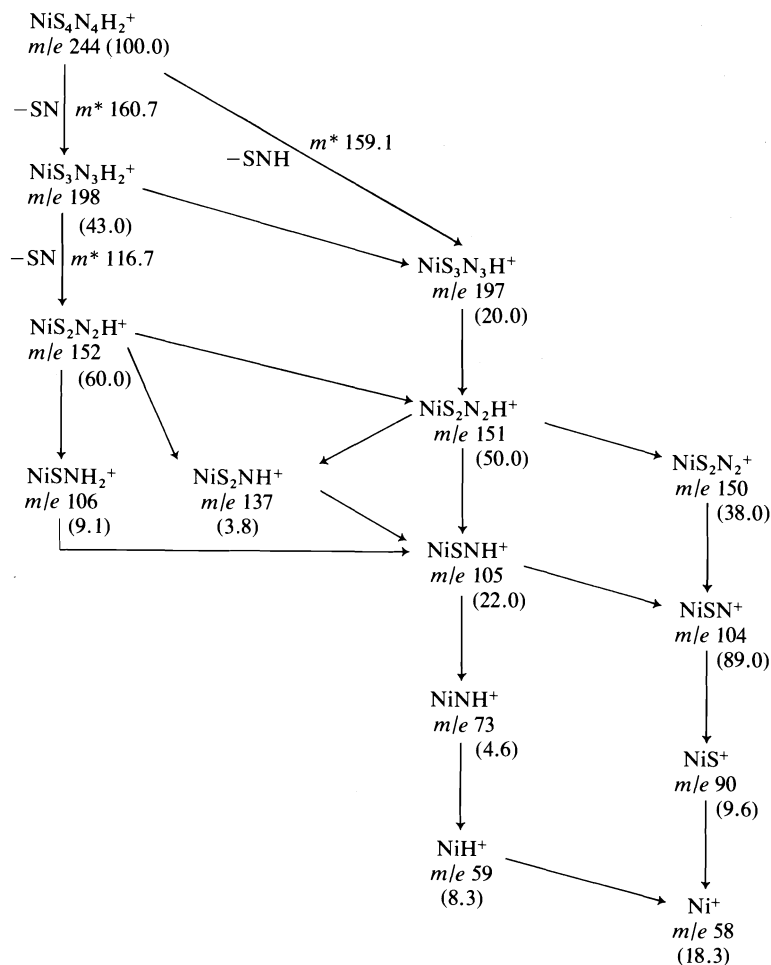 NiS₄N₄H₂⁺
m/e 244 (100.0)
−SN m* 160.7
−SNH m* 159.1
NiS₃N₃H₂⁺
m/e 198
(43.0)
−SN m* 116.7
NiS₃N₃H⁺
m/e 197
(20.0)
NiS₂N₂H⁺
m/e 152
(60.0)
NiS₂N₂H⁺
m/e 151
(50.0)
NiS₂N₂⁺
m/e 150
(38.0)
NiSNH₂⁺
m/e 106
(9.1)
NiS₂NH⁺
m/e 137
(3.8)
NiSNH⁺
m/e 105
(22.0)
NiSN⁺
m/e 104
(89.0)
NiNH⁺
m/e 73
(4.6)
NiS⁺
m/e 90
(9.6)
NiH⁺
m/e 59
(8.3)
Ni⁺
m/e 58
(18.3)